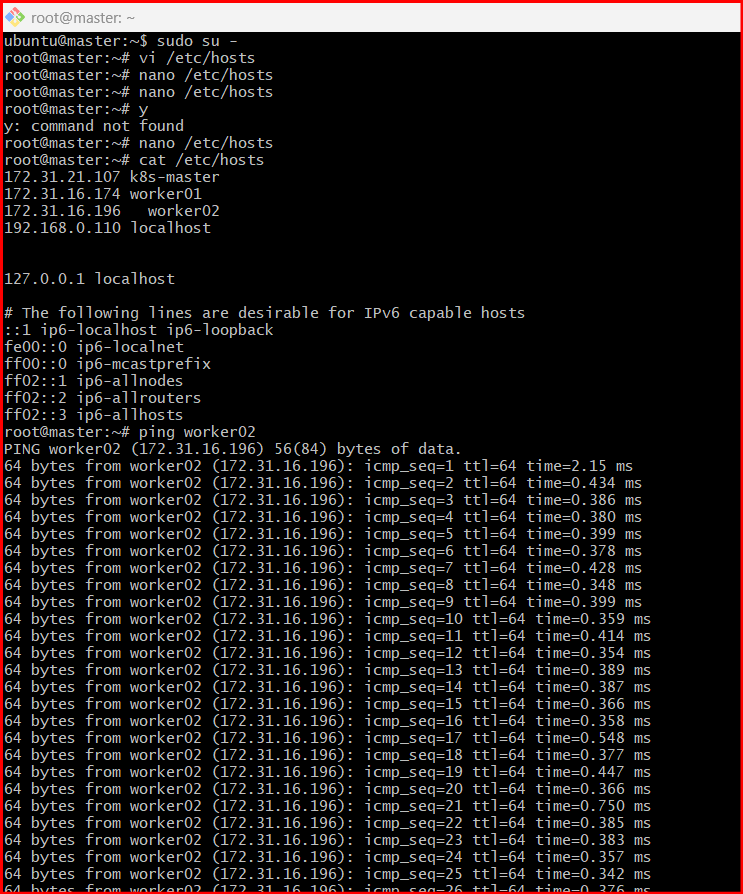 root@master: ~
ubuntu@master:~$ sudo su -
root@master:~# vi /etc/hosts
root@master:~# nano /etc/hosts
root@master:~# nano /etc/hosts
root@master:~# y
y: command not found
root@master:~# nano /etc/hosts
root@master:~# cat /etc/hosts
172.31.21.107 k8s-master
172.31.16.174 worker01
172.31.16.196   worker02
192.168.0.110 localhost
127.0.0.1 localhost
# The following lines are desirable for IPv6 capable hosts
::1 ip6-localhost ip6-loopback
fe00::0 ip6-localnet
ff00::0 ip6-mcastprefix
ff02::1 ip6-allnodes
ff02::2 ip6-allrouters
ff02::3 ip6-allhosts
root@master:~# ping worker02
PING worker02 (172.31.16.196) 56(84) bytes of data.
64 bytes from worker02 (172.31.16.196): icmp_seq=1 ttl=64 time=2.15 ms
64 bytes from worker02 (172.31.16.196): icmp_seq=2 ttl=64 time=0.434 ms
64 bytes from worker02 (172.31.16.196): icmp_seq=3 ttl=64 time=0.386 ms
64 bytes from worker02 (172.31.16.196): icmp_seq=4 ttl=64 time=0.380 ms
64 bytes from worker02 (172.31.16.196): icmp_seq=5 ttl=64 time=0.399 ms
64 bytes from worker02 (172.31.16.196): icmp_seq=6 ttl=64 time=0.378 ms
64 bytes from worker02 (172.31.16.196): icmp_seq=7 ttl=64 time=0.428 ms
64 bytes from worker02 (172.31.16.196): icmp_seq=8 ttl=64 time=0.348 ms
64 bytes from worker02 (172.31.16.196): icmp_seq=9 ttl=64 time=0.399 ms
64 bytes from worker02 (172.31.16.196): icmp_seq=10 ttl=64 time=0.359 ms
64 bytes from worker02 (172.31.16.196): icmp_seq=11 ttl=64 time=0.414 ms
64 bytes from worker02 (172.31.16.196): icmp_seq=12 ttl=64 time=0.354 ms
64 bytes from worker02 (172.31.16.196): icmp_seq=13 ttl=64 time=0.389 ms
64 bytes from worker02 (172.31.16.196): icmp_seq=14 ttl=64 time=0.387 ms
64 bytes from worker02 (172.31.16.196): icmp_seq=15 ttl=64 time=0.366 ms
64 bytes from worker02 (172.31.16.196): icmp_seq=16 ttl=64 time=0.358 ms
64 bytes from worker02 (172.31.16.196): icmp_seq=17 ttl=64 time=0.548 ms
64 bytes from worker02 (172.31.16.196): icmp_seq=18 ttl=64 time=0.377 ms
64 bytes from worker02 (172.31.16.196): icmp_seq=19 ttl=64 time=0.447 ms
64 bytes from worker02 (172.31.16.196): icmp_seq=20 ttl=64 time=0.366 ms
64 bytes from worker02 (172.31.16.196): icmp_seq=21 ttl=64 time=0.750 ms
64 bytes from worker02 (172.31.16.196): icmp_seq=22 ttl=64 time=0.385 ms
64 bytes from worker02 (172.31.16.196): icmp_seq=23 ttl=64 time=0.383 ms
64 bytes from worker02 (172.31.16.196): icmp_seq=24 ttl=64 time=0.357 ms
64 bytes from worker02 (172.31.16.196): icmp_seq=25 ttl=64 time=0.342 ms
64 bytes from worker02 (172.31.16.196): icmp_seq=26 ttl=64 time=0.376 ms